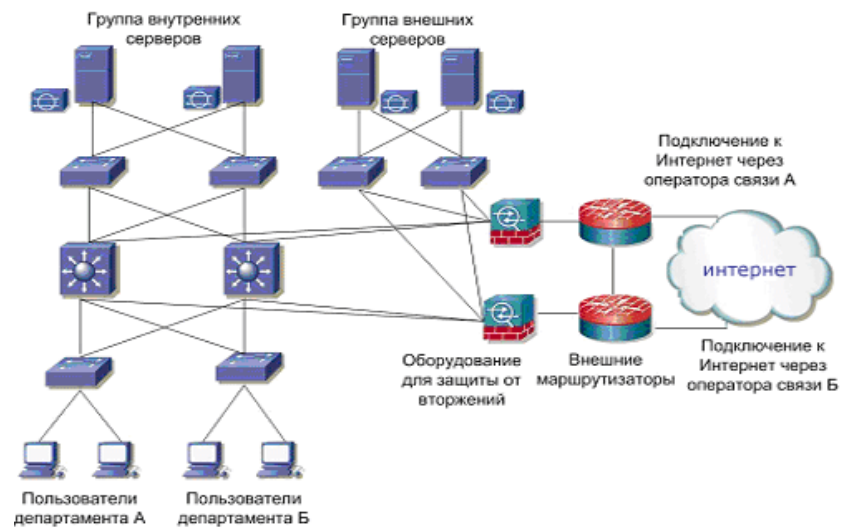 Группа внутренних
серверов
Группа внешних
серверов
Подключение к
Интернет через
оператора связи А
интернет
Подключение к
Интернет через
оператора связи Б
Оборудование
для защиты от
вторжений
Внешние
маршрутизаторы
Пользователи
департамента А
Пользователи
департамента Б